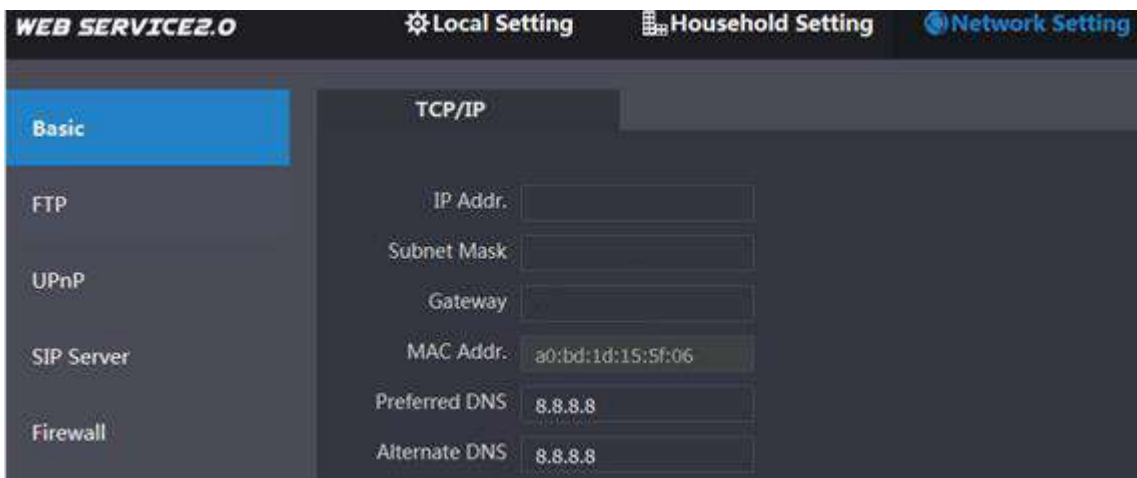 WEB SERVICE2.0
Local Setting
Household Setting
Network Setting
Basic
FTP
UPnP
SIP Server
Firewall
TCP/IP
IP Addr.
Subnet Mask
Gateway
MAC Addr. a0:bd:1d:15:5f:06
Preferred DNS 8.8.8.8
Alternate DNS 8.8.8.8